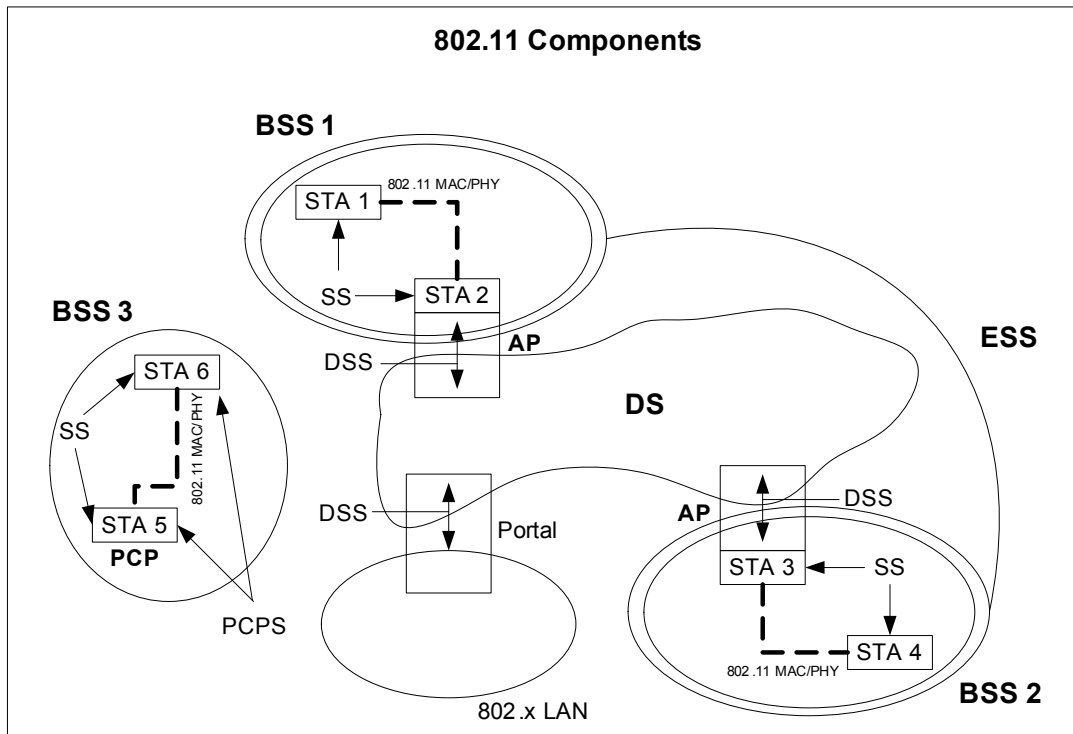 802.11 Components
BSS 1
802.11 MAC/PHY
STA 1
SS
STA 2
BSS 3
AP
ESS
DSS
STA 6
DS
SS
802.11 MAC/PHY
DSS
AP
DSS
STA 5
Portal
PCP
STA 3
SS
PCPS
STA 4
802.11 MAC/PHY
BSS 2
802.x LAN